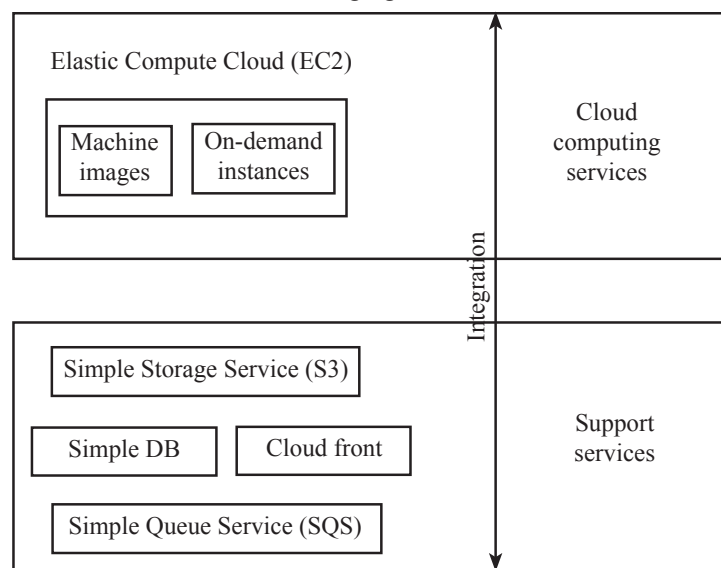 Elastic Compute Cloud (EC2)
Machine
images
On-demand
instances
Cloud
computing
services
Integration
Simple Storage Service (S3)
Simple DB
Cloud front
Simple Queue Service (SQS)
Support
services